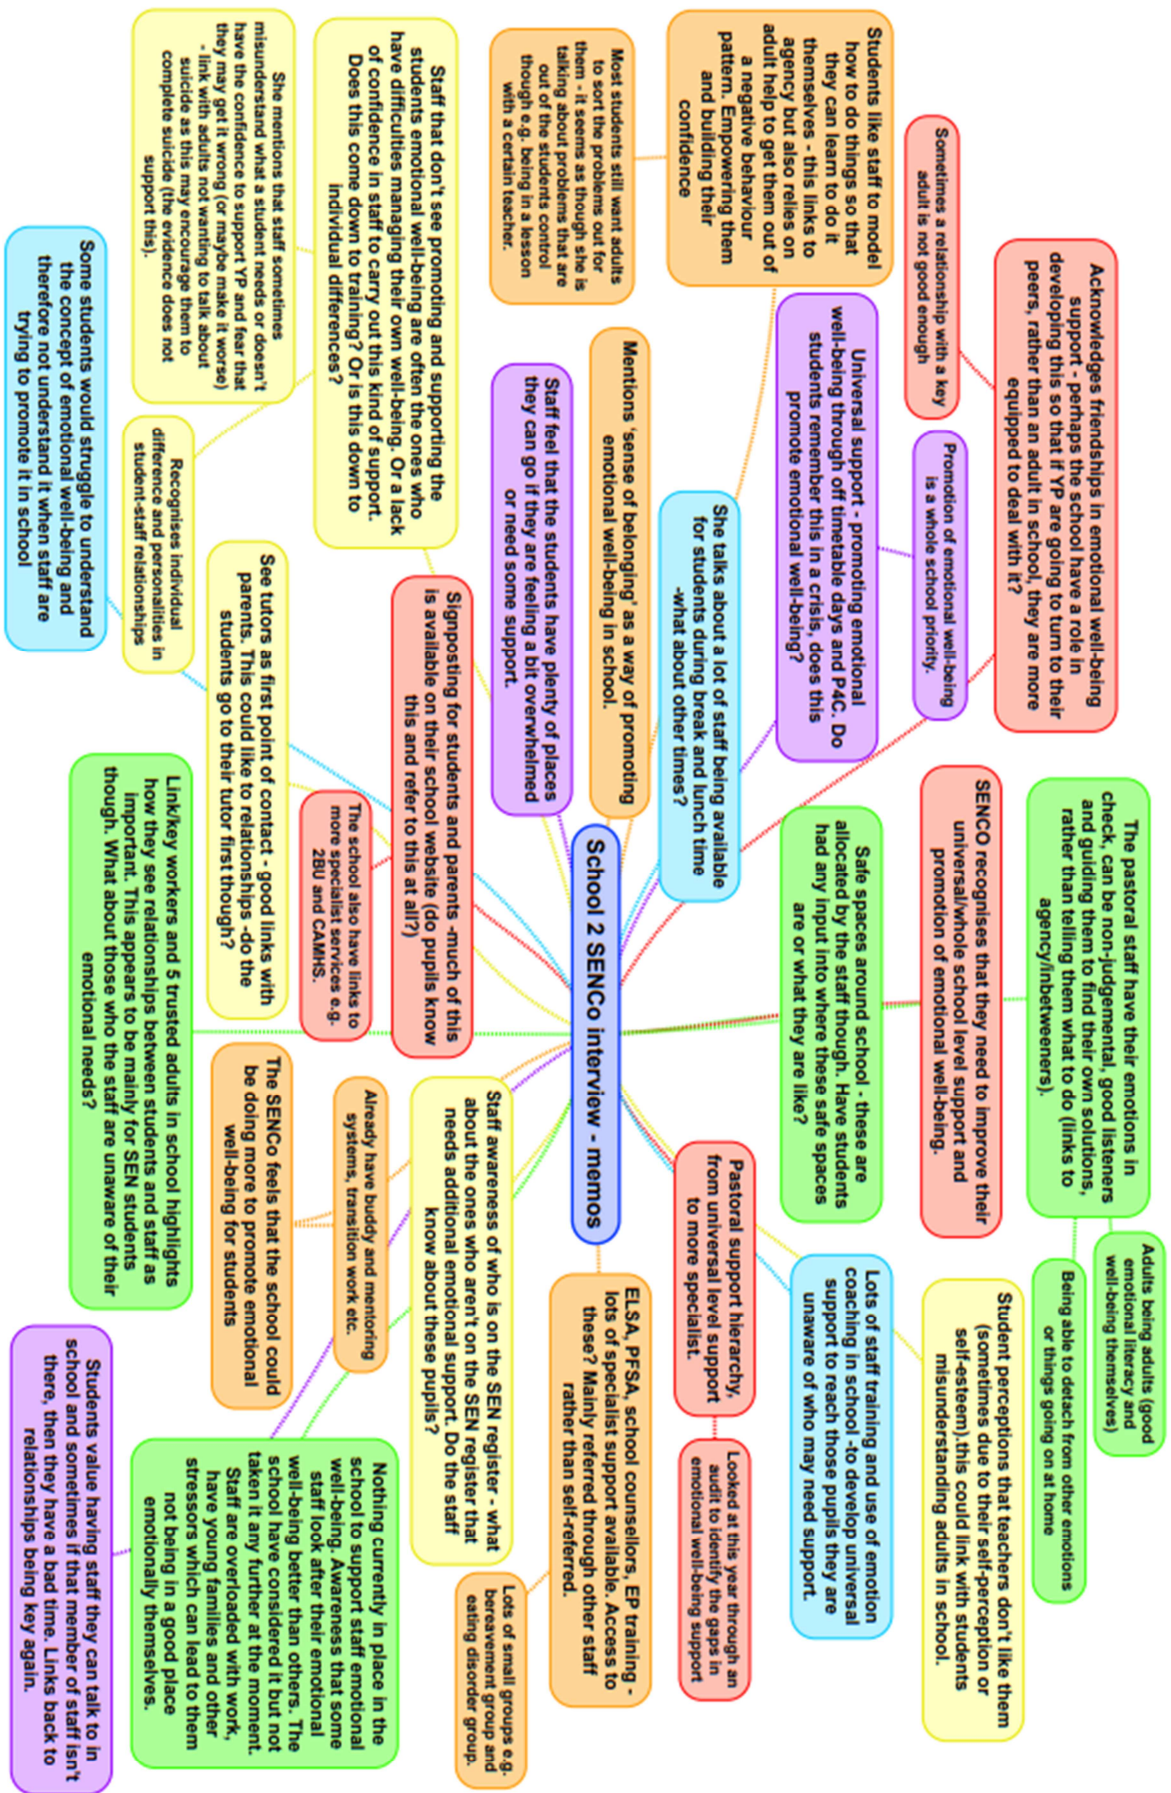 Acknowledges friendships in emotional well-being
support - perhaps the school have a role in
developing this so that if YP are going to turn to their
peers, rather than an adult in school, they are more
equipped to deal with it?
The pastoral staff have their emotions in
check, can be non-judgemental, good listeners
and guiding them to find their own solutions,
rather than telling them what to do (links to
agency/inbetweeners).
Adults being adults (good
emotional literacy and
well-being themselves)
Being able to detach from other emotions
or things going on at home
Sometimes a relationship with a key
adult is not good enough
Promotion of emotional well-being
is a whole school priority.
SENCO recognises that they need to improve their
universal/whole school level support and
promotion of emotional well-being.
Student perceptions that teachers don't like them
(sometimes due to their self-perception or
self-esteem).this could link with students
misunderstanding adults in school.
Students like staff to model
how to do things so that
they can learn to do it
themselves - this links to
agency but also relies on
adult help to get them out of
a negative behaviour
pattern. Empowering them
and building their
confidence
Universal support - promoting emotional
well-being through off timetable days and P4C. Do
students remember this in a crisis, does this
promote emotional well-being?
Safe spaces around school - these are
allocated by the staff though. Have students
had any input into where these safe spaces
are or what they are like?
Lots of staff training and use of emotion
coaching in school -to develop universal
support to reach those pupils they are
unaware of who may need support.
She talks about a lot of staff being available
for students during break and lunch time
-what about other times?
Pastoral support hierarchy,
from universal level support
to more specialist.
Looked at this year through an
audit to identify the gaps in
emotional well-being support
Most students still want adults
to sort the problems out for
them - it seems as though she is
talking about problems that are
out of the students control
though e.g. being in a lesson
with a certain teacher.
Mentions 'sense of belonging' as a way of promoting
emotional well-being in school.
School 2 SENCo interview - memos
ELSA, PFSA, school counsellors, EP training -
lots of specialist support available. Access to
these? Mainly referred through other staff
rather than self-referred.
Staff feel that the students have plenty of places
they can go if they are feeling a bit overwhelmed
or need some support.
Lots of small groups e.g.
bereavement group and
eating disorder group.
Staff that don't see promoting and supporting the
students emotional well-being are often the ones who
have difficulties managing their own well-being. Or a lack
of confidence in staff to carry out this kind of support.
Does this come down to training? Or is this down to
individual differences?
Signposting for students and parents -much of this
is available on their school website (do pupils know
this and refer to this at all?)
Staff awareness of who is on the SEN register - what
about the ones who aren't on the SEN register that
needs additional emotional support. Do the staff
know about these pupils?
The school also have links to
more specialist services e.g-
2BU and CAMHS.
Already have buddy and mentoring
systems, transition work etc.
Nothing currently in place in the
school to support staff emotional
well-being. Awareness that some
staff look after their emotional
well-being better than others. The
school have considered it but not
taken it any further at the moment.
Staff are overloaded with work,
have young families and other
stressors which can lead to them
not being in a good place
emotionally themselves.
She mentions that staff sometimes
misunderstand what a student needs or doesn't
have the confidence to support YP and fear that
they may get it wrong (or maybe make it worse)
- link with adults not wanting to talk about
suicide as this may encourage them to
complete suicide (the evidence does not
support this).
See tutors as first point of contact - good links with
parents. This could like to relationships -do the
students go to their tutor first though?
The SENCo feels that the school could
be doing more to promote emotional
well-being for students
Recognises individual
difference and personalities in
student-staff relationships
Link/key workers and 5 trusted adults in school highlights
how they see relationships between students and staff as
important. This appears to be mainly for SEN students
though. What about those who the staff are unaware of their
emotional needs?
Some students would struggle to understand
the concept of emotional well-being and
therefore not understand it when staff are
trying to promote it in school
Students value having staff they can talk to in
school and sometimes if that member of staff isn't
there, then they have a bad time. Links back to
relationships being key again.